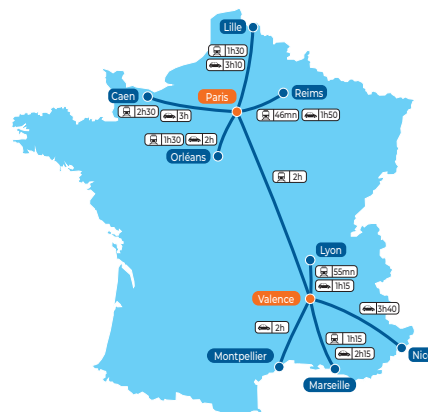 Lille
1h30
3h10
Caen
Paris
Reims
2h30
3h
46mn
1h50
1h30
2h
Orléans
2h
Lyon
55mn
1h15
Valence
3h40
2h
1h15
Nic
Montpellier
2h15
Marseille